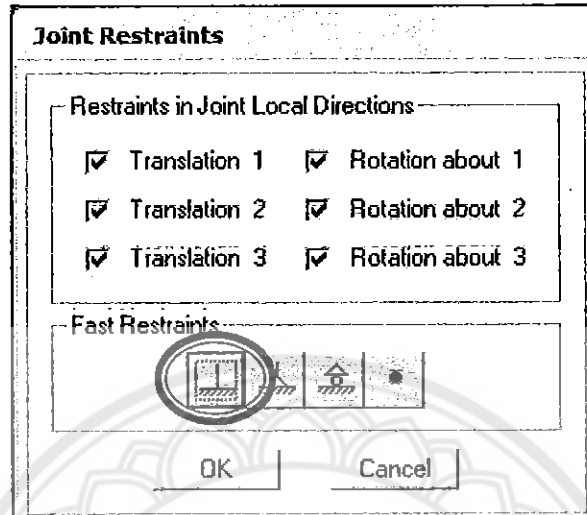 Joint Restraints
Restraints in Joint Local Directions
Translation 1 Rotation about 1
Translation 2 Rotation about 2
Translation 3 Rotation about 3
Fast Restraints
OK Cancel